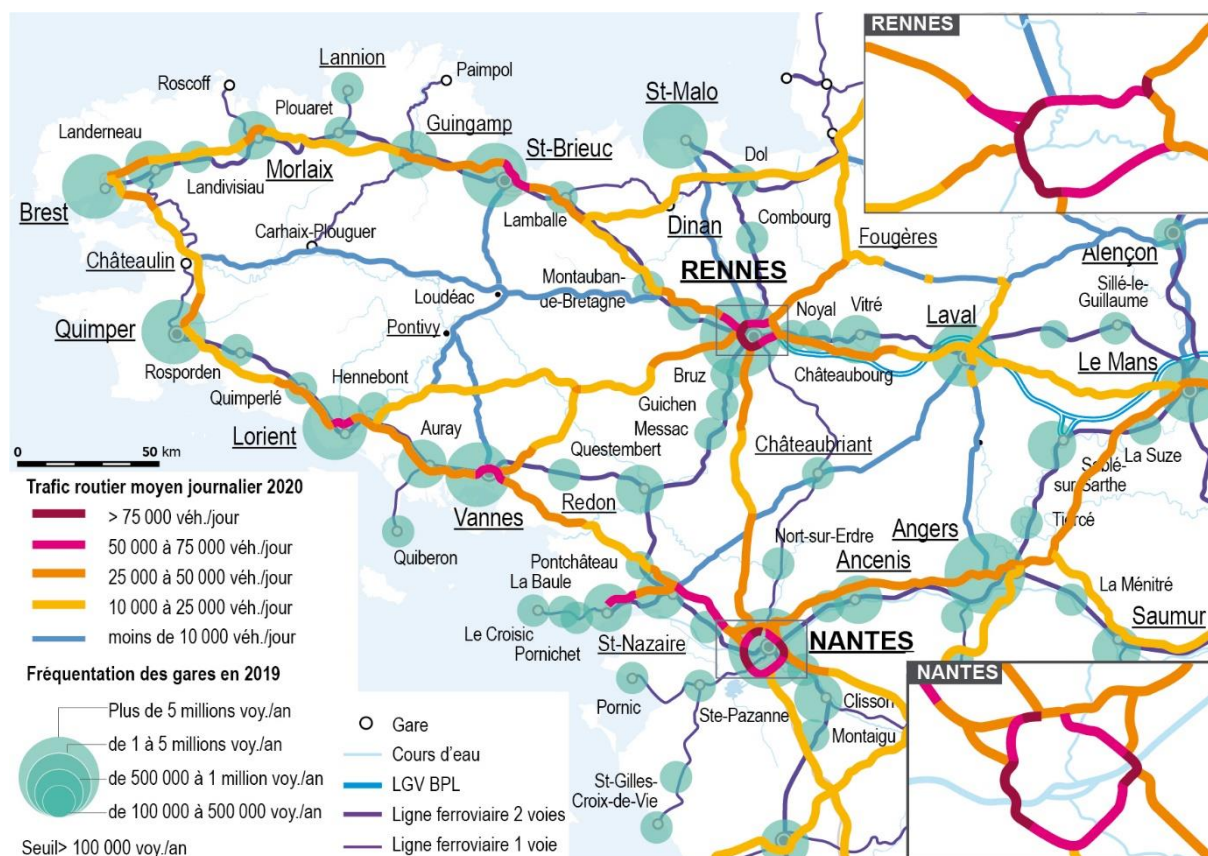 RENNES
Roscoff
Lannion
Paimpol
Plouaret
St-Malo
Landerneau
Guingamp
St-Brieuc
Dol
Morlaix
Landivisiau
Brest
Lamballe
Dinan
Combourg
Carhaix-Plouguer
Fougères
Alençon
Châteaulin
RENNES
Montauban-
de-Bretagne
Sillé-le-
Guillaume
Loudéac
Noyal
Vitré
Laval
Quimper
Pontivy
Le Mans
Rosporden
Hennebont
Bruz
Châteaubourg
Quimperlé
Guichen
Messac
Lorient
Auray
Questembert
Châteaubriant
La Suze
0
50 km
Sablé-
sur-Sarthe
Redon
Vannes
Tiercé
Trafic routier moyen journalier 2020
> 75 000 véh./jour
50 000 à 75 000 véh./jour
25 000 à 50 000 véh./jour
10 000 à 25 000 véh./jour
moins de 10 000 véh./jour
Quiberon
Nort-sur-Erdre
Angers
Pontchâteau
Ancenis
La Baule
La Ménitré
Le Croisic
Pornichet
St-Nazaire
NANTES
Saumur
Fréquentation des gares en 2019
Plus de 5 millions voy./an
de 1 à 5 millions voy./an
de 500 000 à 1 million voy./an
de 100 000 à 500 000 voy./an
Seuil> 100 000 voy./an
Gare
Cours d'eau
LGV BPL
Ligne ferroviaire 2 voies
Ligne ferroviaire 1 voie
Pornic
Ste-Pazanne
Clisson
Montaigu
St-Gilles-
Croix-de-Vie
NANTES